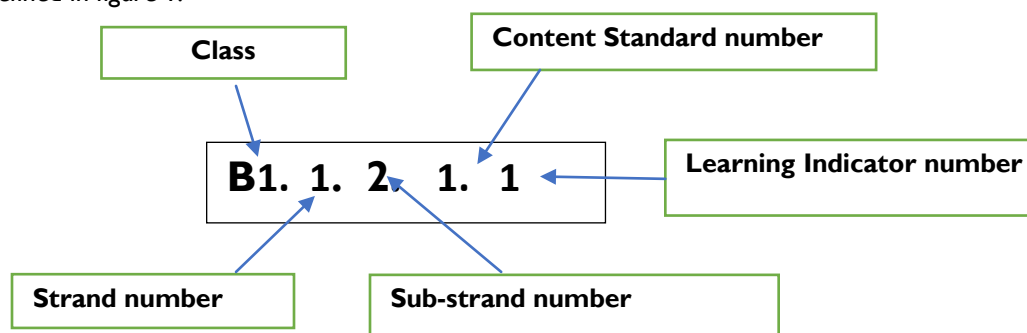 Class
Content Standard number
B1. 1. 2. 1. 1
Learning Indicator number
Strand number
Sub-strand number